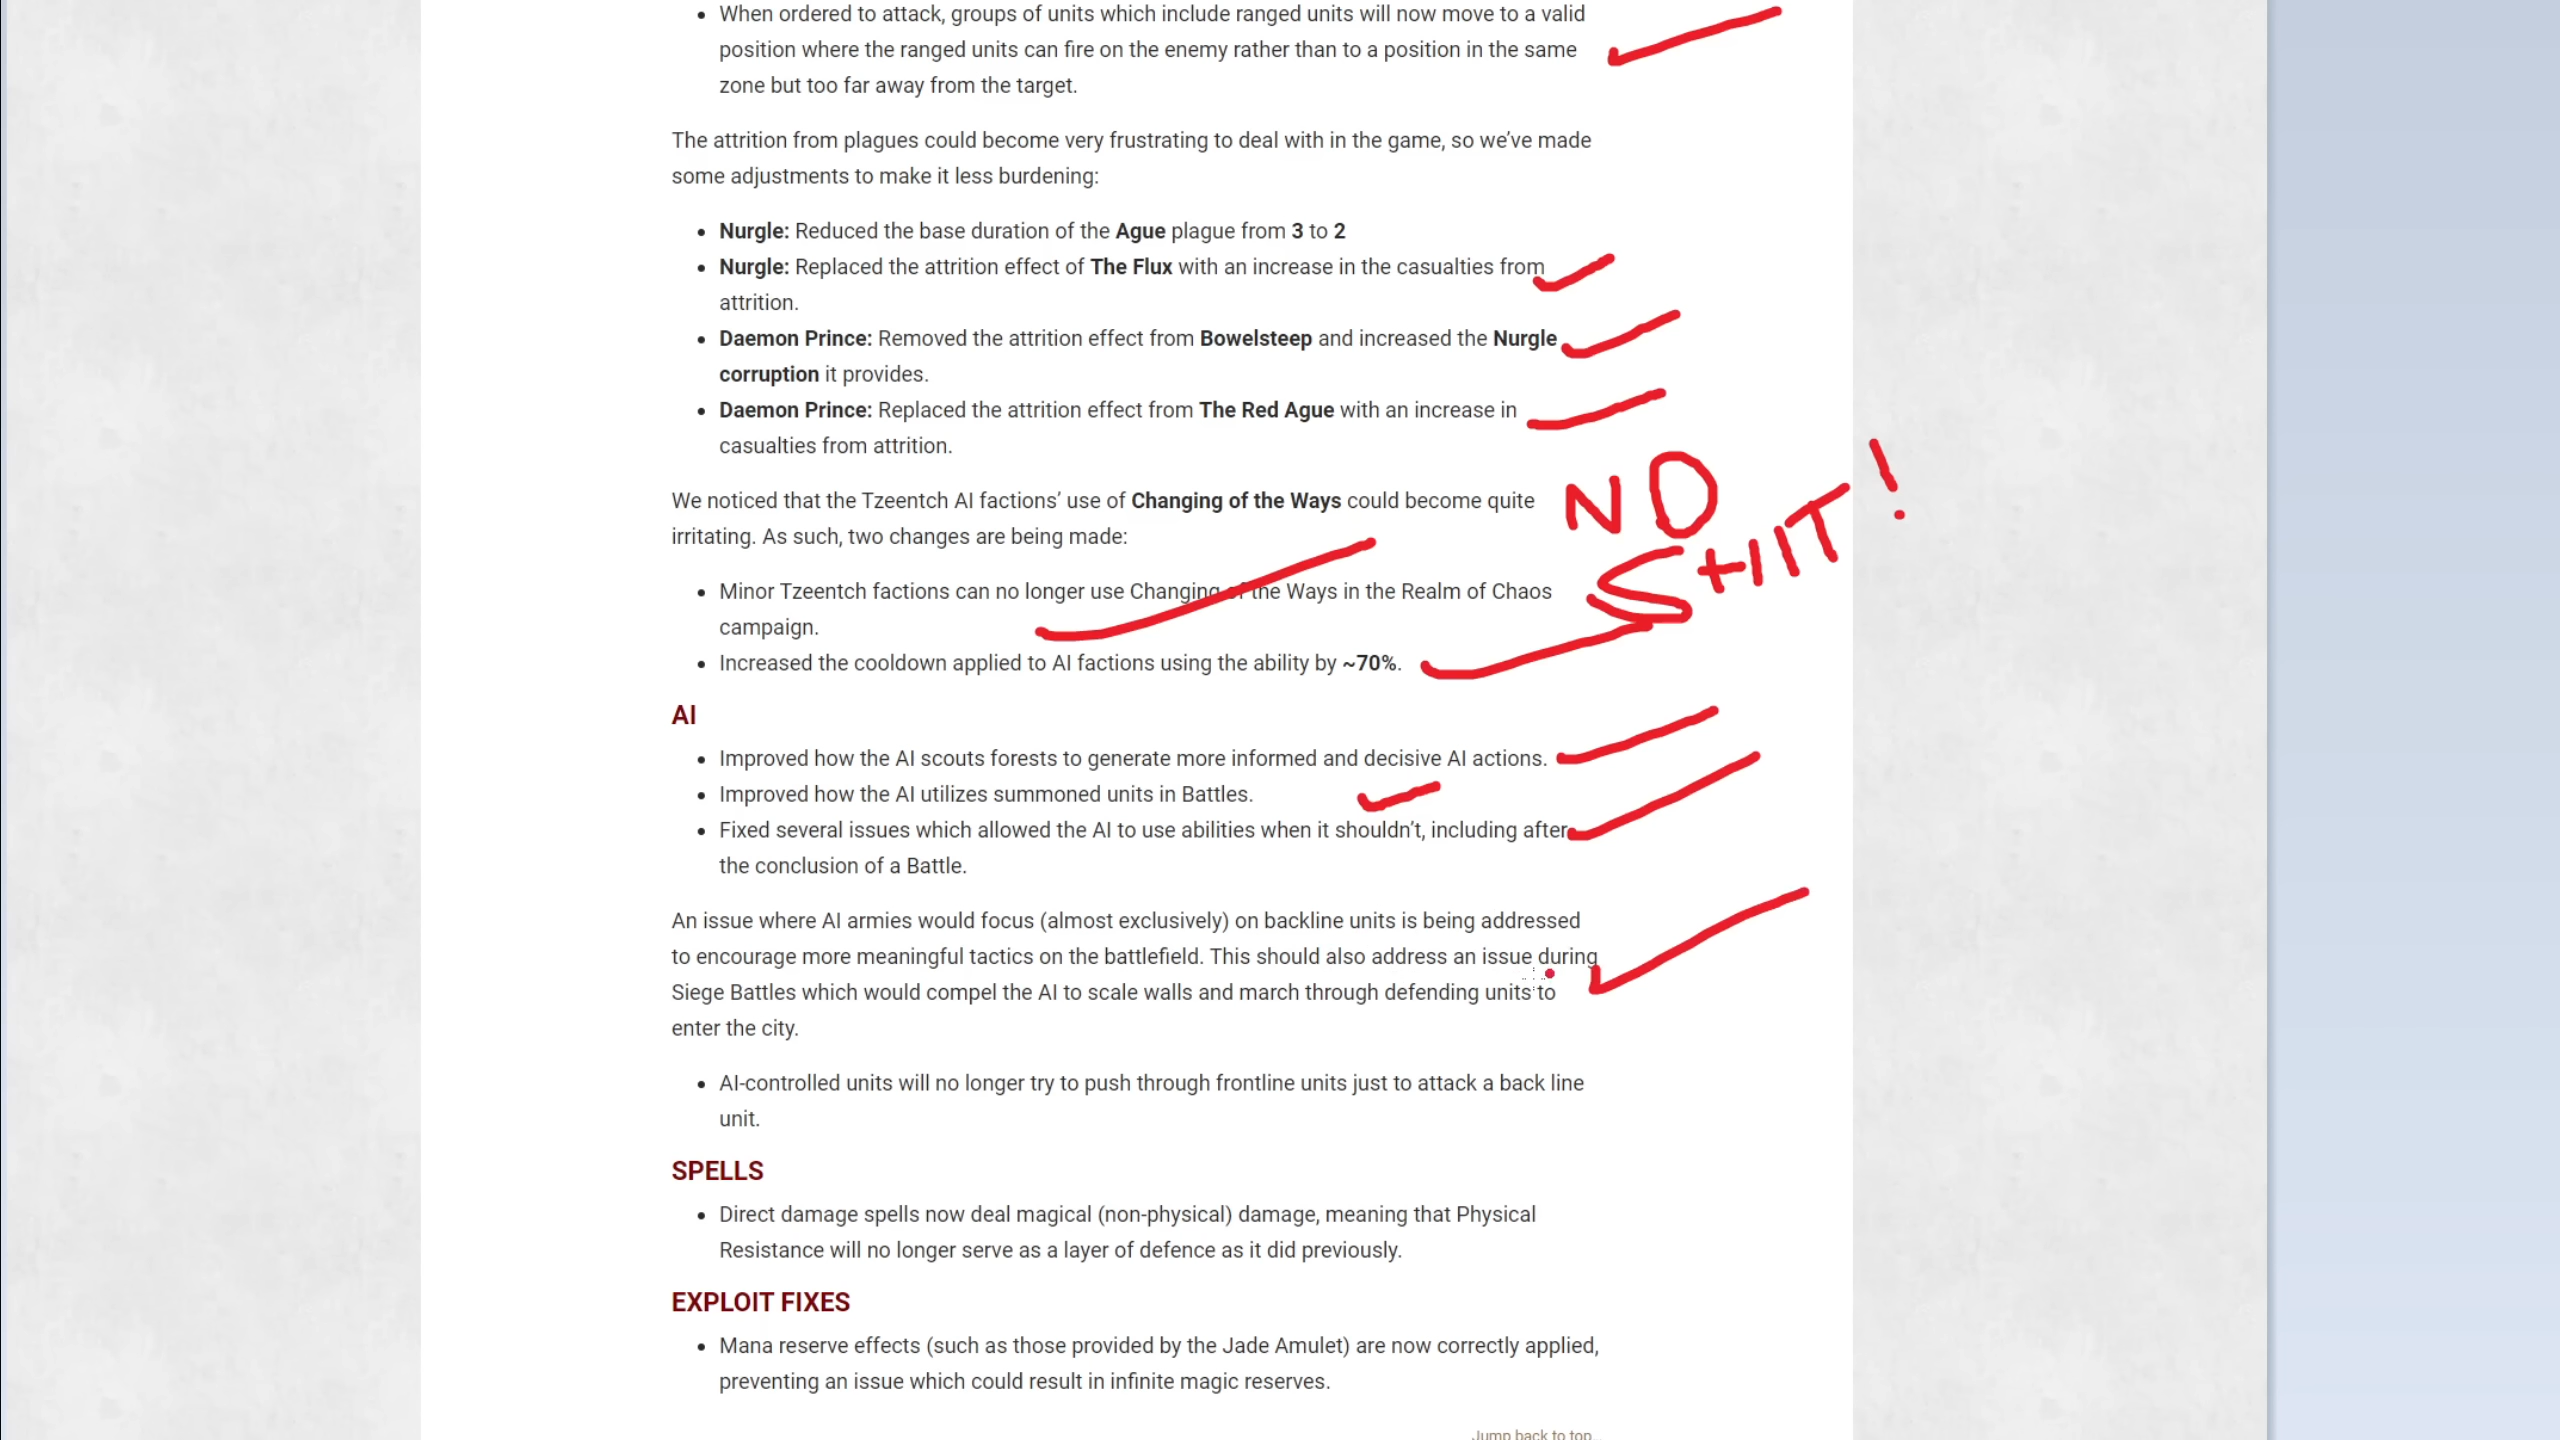 When ordered to attack, groups of units which include ranged units will now move to a valid
position where the ranged units can fire on the enemy rather than to a position in the same
zone but too far away from the target.
The attrition from plagues could become very frustrating to deal with in the game, so we’ve made
some adjustments to make it less burdening:
Nurgle: Reduced the base duration of the Ague plague from 3 to 2
Nurgle: Replaced the attrition effect of The Flux with an increase in the casualties from
attrition.
Daemon Prince: Removed the attrition effect from Bowelsteep and increased the Nurgle
corruption it provides.
Daemon Prince: Replaced the attrition effect from The Red Ague with an increase in
casualties from attrition.
We noticed that the Tzeentch AI factions’ use of Changing of the Ways could become quite
irritating. As such, two changes are being made:
NO
SHIT!
Minor Tzeentch factions can no longer use Changing of the Ways in the Realm of Chaos
campaign.
Increased the cooldown applied to AI factions using the ability by ~70%.
AI
Improved how the AI scouts forests to generate more informed and decisive AI actions.
Improved how the AI utilizes summoned units in Battles.
Fixed several issues which allowed the AI to use abilities when it shouldn’t, including after
the conclusion of a Battle.
An issue where AI armies would focus (almost exclusively) on backline units is being addressed
to encourage more meaningful tactics on the battlefield. This should also address an issue during
Siege Battles which would compel the AI to scale walls and march through defending units to
enter the city.
AI-controlled units will no longer try to push through frontline units just to attack a back line
unit.
SPELLS
Direct damage spells now deal magical (non-physical) damage, meaning that Physical
Resistance will no longer serve as a layer of defence as it did previously.
EXPLOIT FIXES
Mana reserve effects (such as those provided by the Jade Amulet) are now correctly applied,
preventing an issue which could result in infinite magic reserves.
Jump back to top...